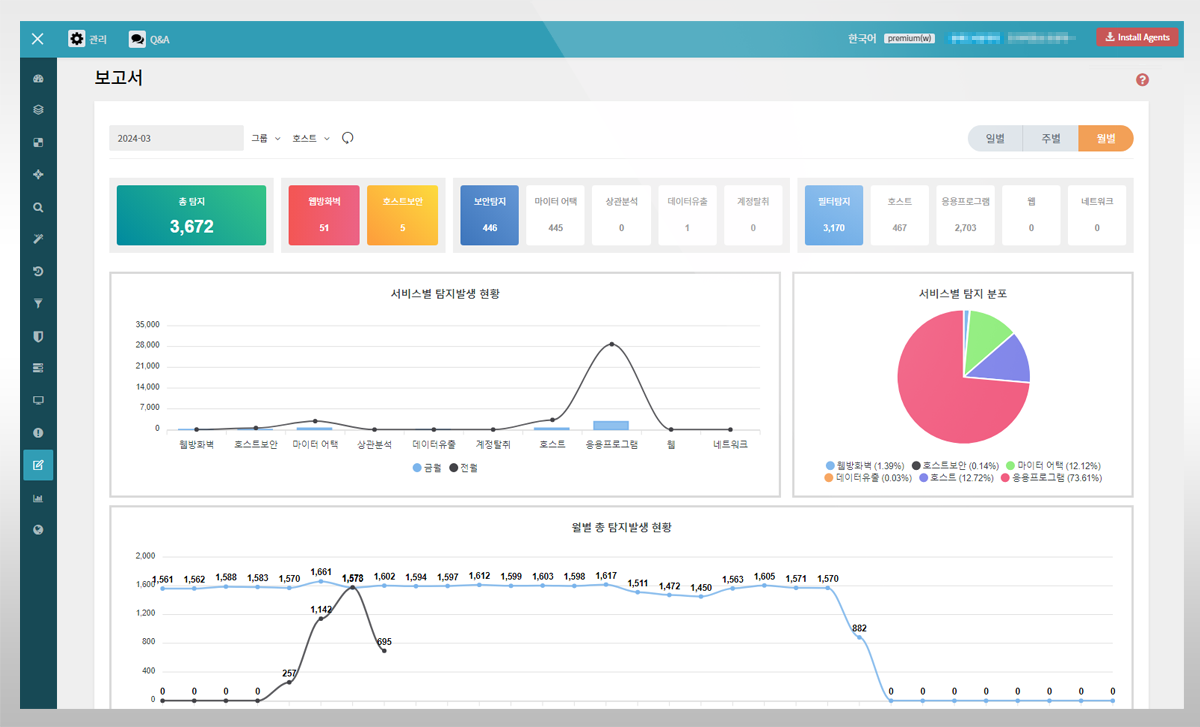 관리 Q&A 한국어 premium(w) Install Agents
보고서
2024-03 그룹 호스트 일별 주별 월별
총 탐지 웹방화벽 호스트보안 보안탐지 마이터 어택 상관분석 데이터유출 계정탈취 필터탐지 호스트 응용프로그램 웹 네트워크
3,672 51 5 446 445 0 1 0 3,170 467 2,703 0 0
서비스별 탐지발생 현황
35,000
28,000
21,000
14,000
7,000
0
웹방화벽 호스트보안 마이터 어택 상관분석 데이터유출 계정탈취 호스트 응용프로그램 웹 네트워크
금월 전월
서비스별 탐지 분포
웹방화벽 (1.39%) 호스트보안 (0.14%) 마이터 어택 (12.12%)
데이터유출 (0.03%) 호스트 (12.72%) 응용프로그램 (73.61%)
월별 총 탐지발생 현황
2,000
1,600
1,200
800
400
0
1,561 1,562 1,588 1,583 1,570 1,661 1,573 1,602 1,594 1,597 1,612 1,599 1,603 1,598 1,617 1,511 1,472 1,450 1,563 1,605 1,571 1,570 882 0 0 0 0 0 0 0 0
0 0 0 0 257 1,142 695